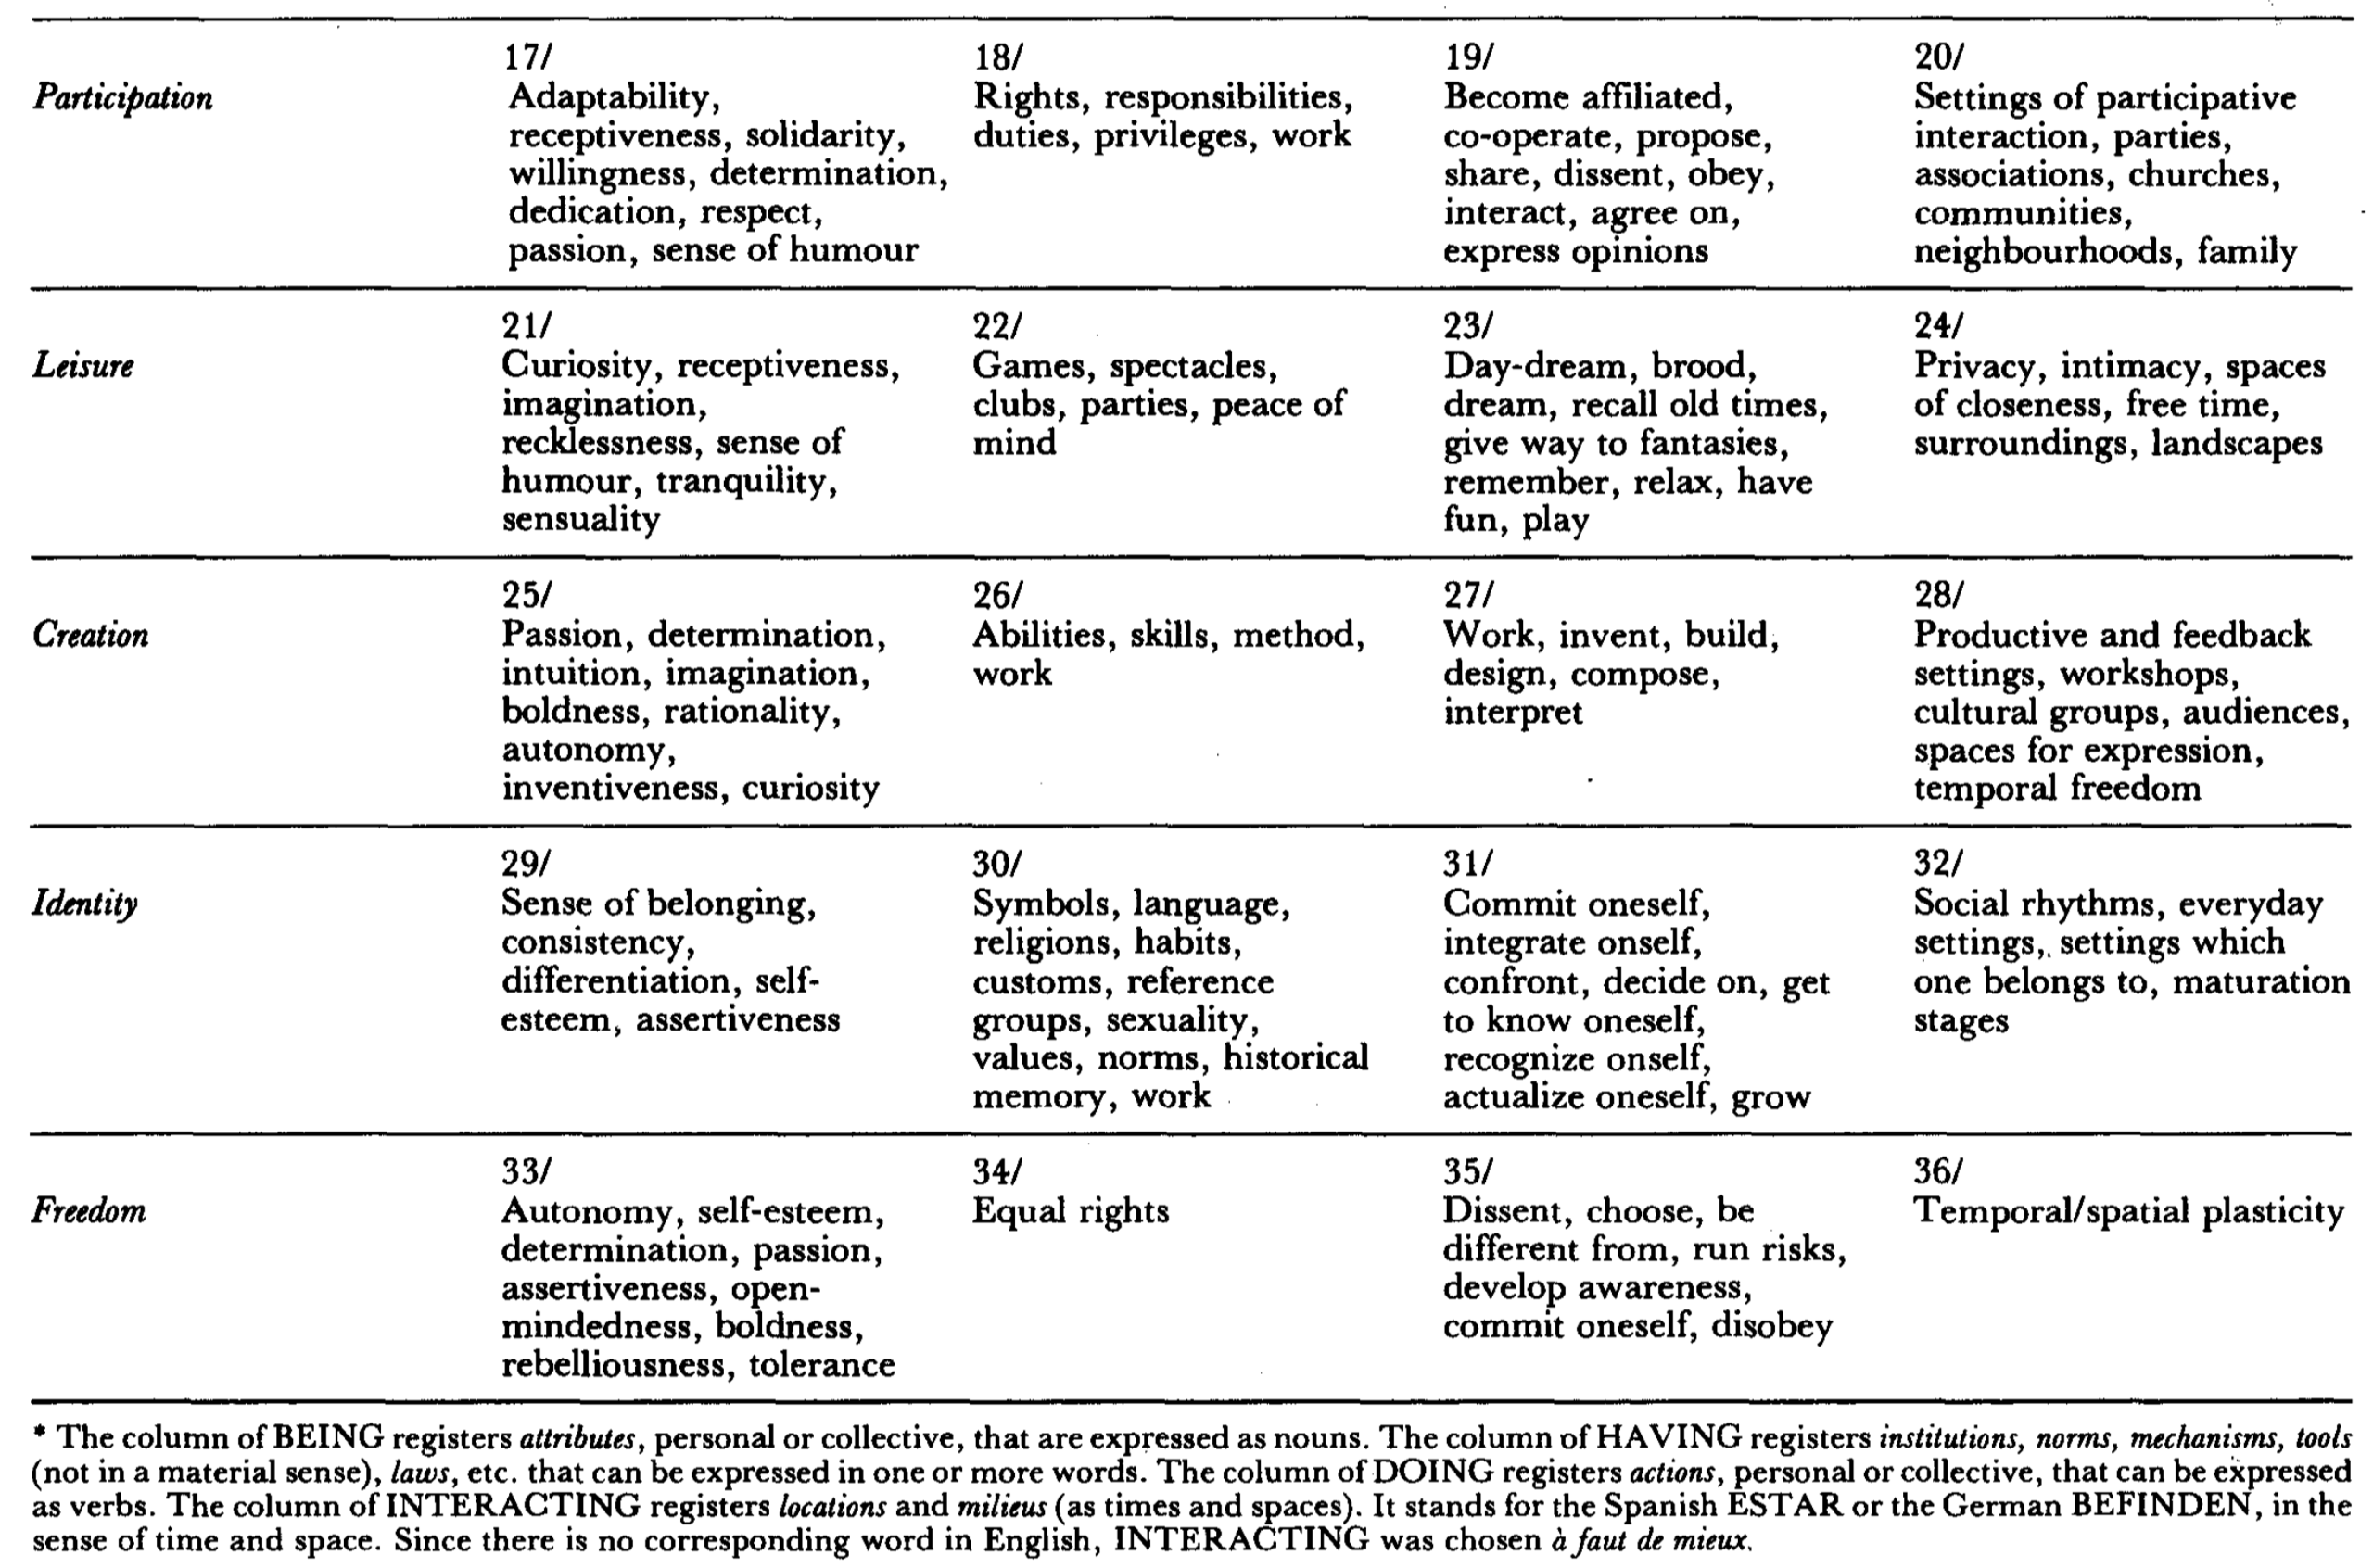 17/ 18/ 19/ 20/
Participation Adaptability, Rights, responsibilities, Become affiliated, Settings of participative
receptiveness, solidarity, duties, privileges, work co-operate, propose, interaction, parties,
willingness, determination, share, dissent, obey, associations, churches,
dedication, respect, interact, agree on, communities,
passion, sense of humour express opinions neighbourhoods, family
21/ 22/ 23/ 24/
Leisure Curiosity, receptiveness, Games, spectacles, Day-dream, brood, Privacy, intimacy, spaces
imagination, clubs, parties, peace of dream, recall old times, of closeness, free time,
recklessness, sense of mind give way to fantasies, surroundings, landscapes
humour, tranquility, remember, relax, have
sensuality fun, play
25/ 26/ 27/ 28/
Creation Passion, determination, Abilities, skills, method, Work, invent, build, Productive and feedback
intuition, imagination, work design, compose, settings, workshops,
boldness, rationality, interpret cultural groups, audiences,
autonomy, spaces for expression,
inventiveness, curiosity temporal freedom
29/ 30/ 31/ 32/
Identity Sense of belonging, Symbols, language, Commit oneself, Social rhythms, everyday
consistency, religions, habits, integrate onself, settings, settings which
differentiation, self- customs, reference confront, decide on, get one belongs to, maturation
esteem, assertiveness groups, sexuality, to know oneself, stages
values, norms, historical recognize onself,
memory, work actualize oneself, grow
33/ 34/ 35/ 36/
Freedom Autonomy, self-esteem, Equal rights Dissent, choose, be Temporal/spatial plasticity
determination, passion, different from, run risks,
assertiveness, open- develop awareness,
mindedness, boldness, commit oneself, disobey
rebelliousness, tolerance
* The column of BEING registers attributes, personal or collective, that are expressed as nouns. The column of HAVING registers institutions, norms, mechanisms, tools
(not in a material sense), laws, etc. that can be expressed in one or more words. The column of DOING registers actions, personal or collective, that can be expressed
as verbs. The column of INTERACTING registers locations and milieus (as times and spaces). It stands for the Spanish ESTAR or the German BEFINDEN, in the
sense of time and space. Since there is no corresponding word in English, INTERACTING was chosen à faut de mieux.